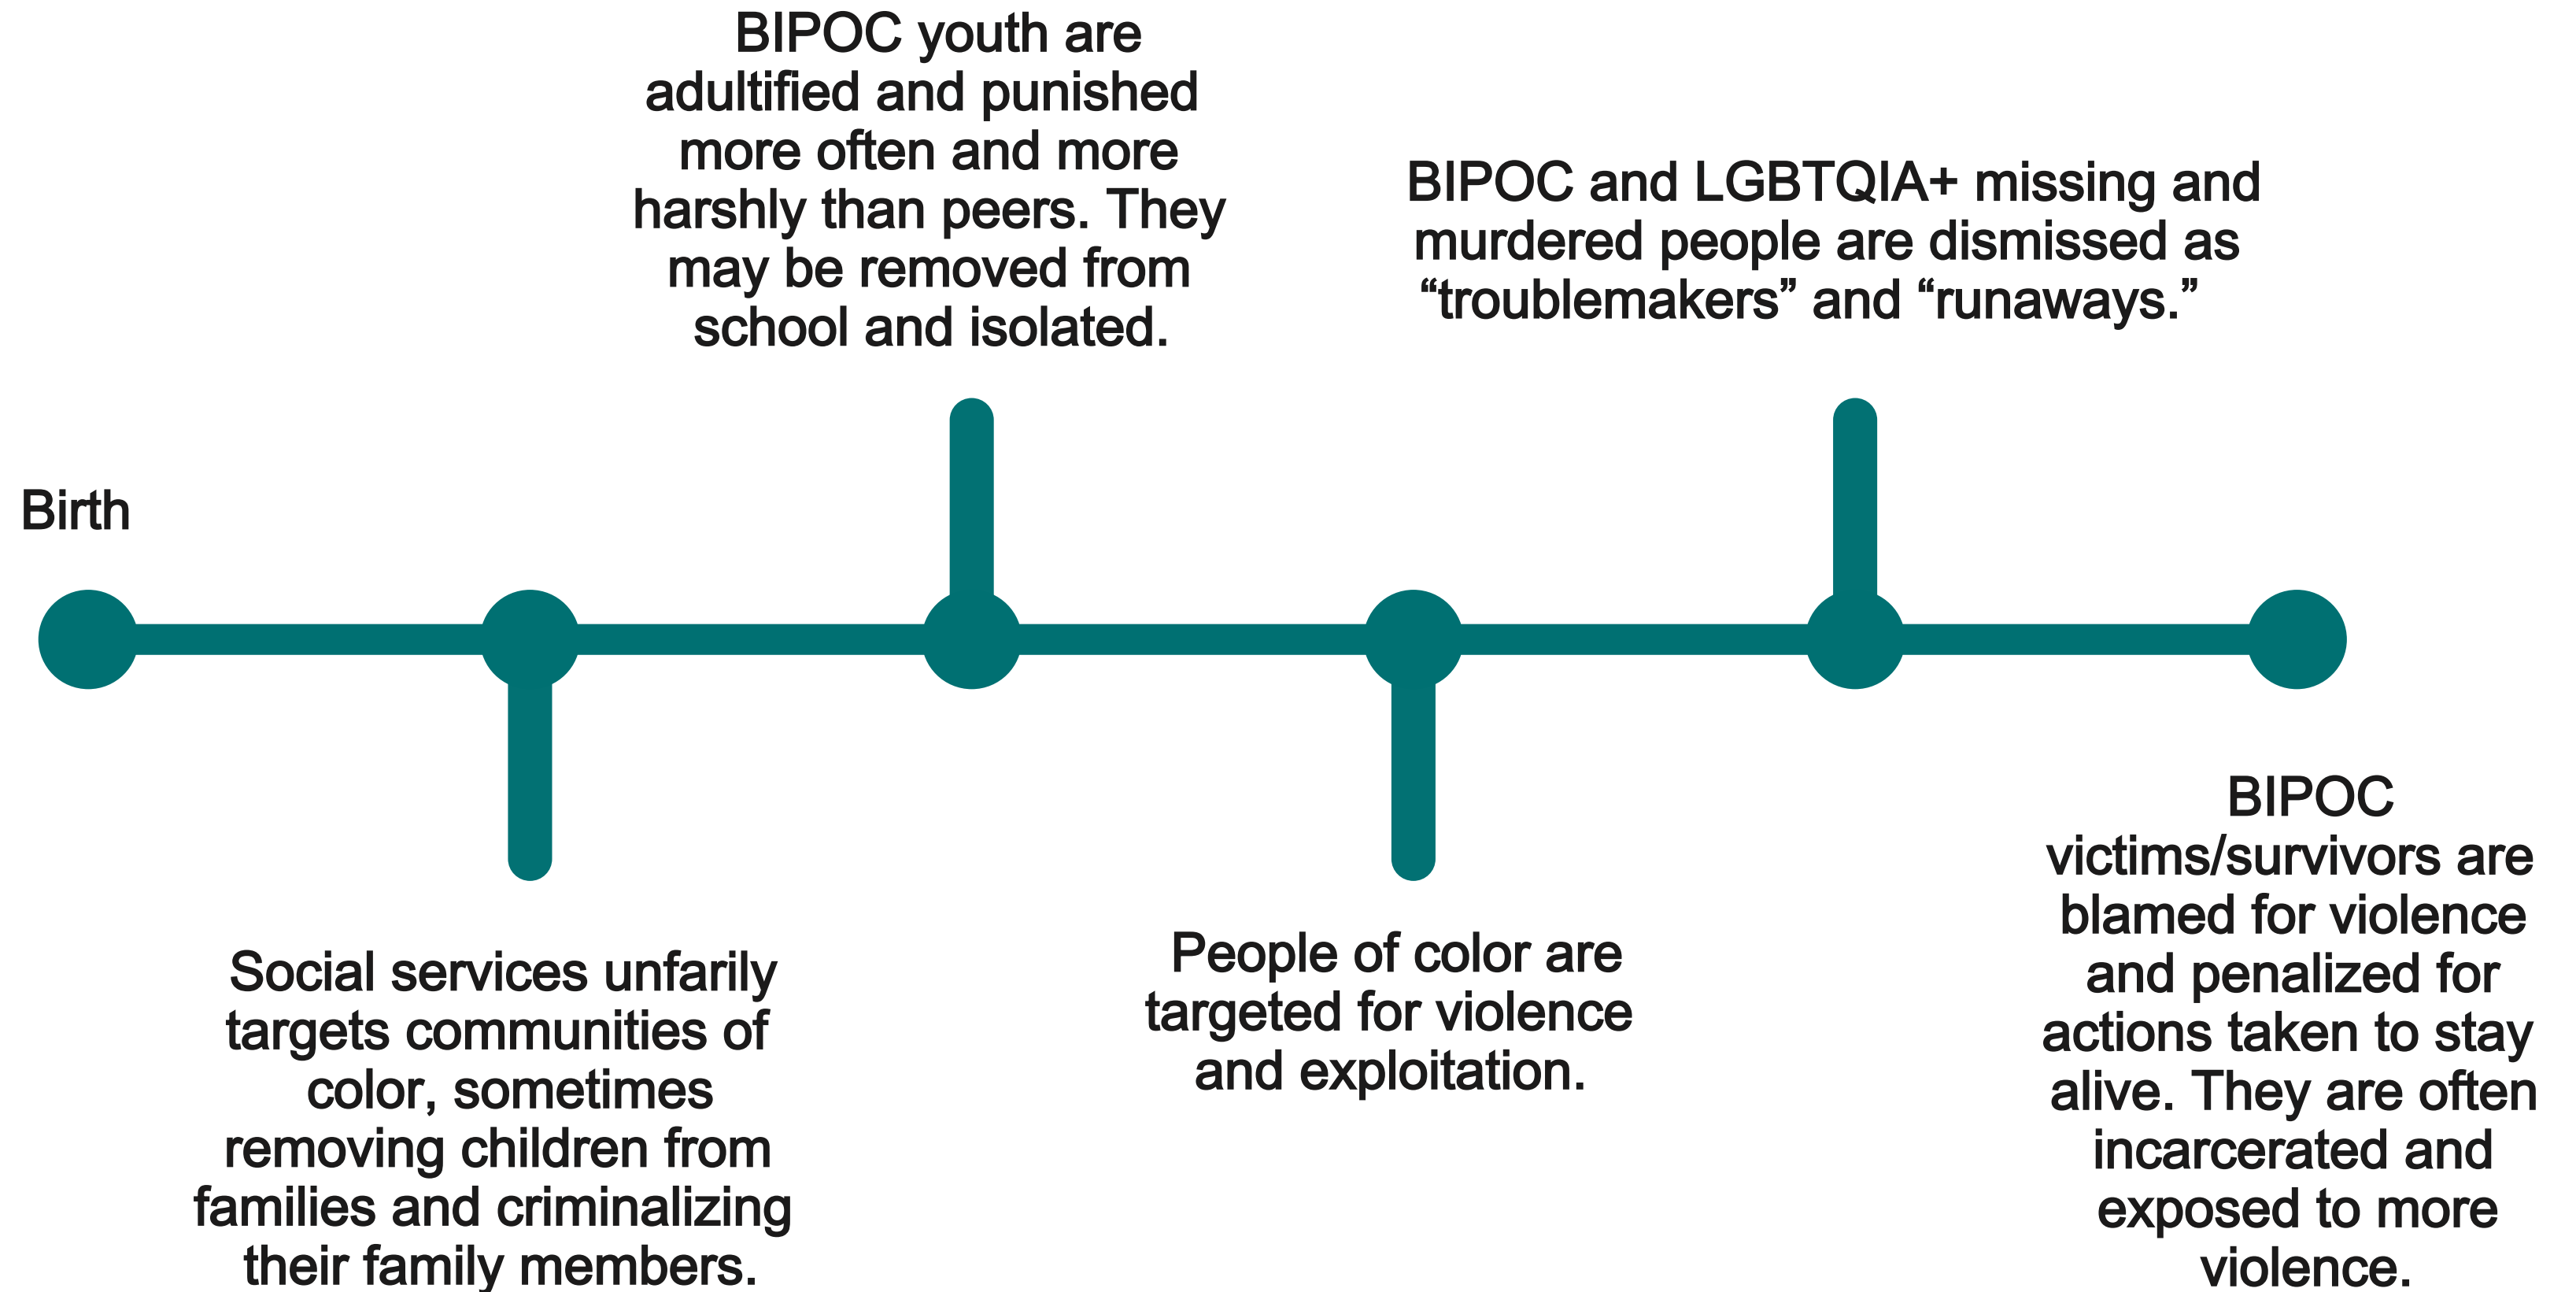 Birth
Social services unfarily
targets communities of
color, sometimes
removing children from
families and criminalizing
their family members.
BIPOC youth are
adultified and punished
more often and more
harshly than peers. They
may be removed from
school and isolated.
People of color are
targeted for violence
and exploitation.
BIPOC and LGBTQIA+ missing and
murdered people are dismissed as
“troublemakers” and “runaways.”
BIPOC
victims/survivors are
blamed for violence
and penalized for
actions taken to stay
alive. They are often
incarcerated and
exposed to more
violence.